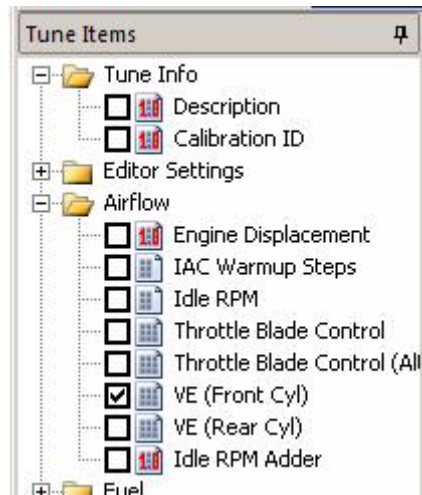 Tune Items
Tune Info
Description
Calibration ID
Editor Settings
Airflow
Engine Displacement
IAC Warmup Steps
Idle RPM
Throttle Blade Control
Throttle Blade Control (Alt
VE (Front Cyl)
VE (Rear Cyl)
Idle RPM Adder
Fuel